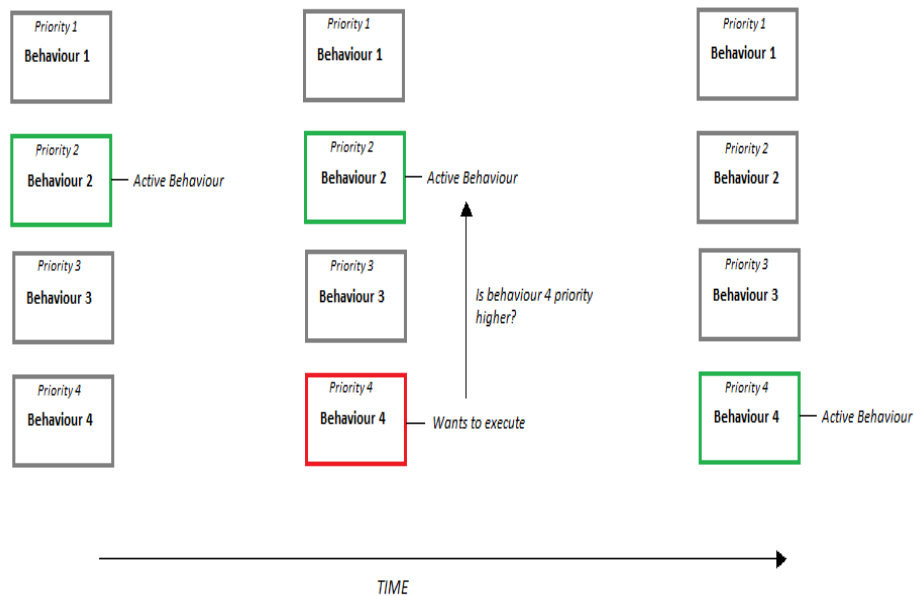 Priority 1
Behaviour 1
Priority 2
Behaviour 2
Active Behaviour
Priority 3
Behaviour 3
Priority 4
Behaviour 4
Priority 1
Behaviour 1
Priority 2
Behaviour 2
Active Behaviour
Priority 3
Behaviour 3
Is behaviour 4 priority
higher?
Priority 4
Behaviour 4
Wants to execute
Priority 1
Behaviour 1
Priority 2
Behaviour 2
Priority 3
Behaviour 3
Priority 4
Behaviour 4
Active Behaviour
TIME